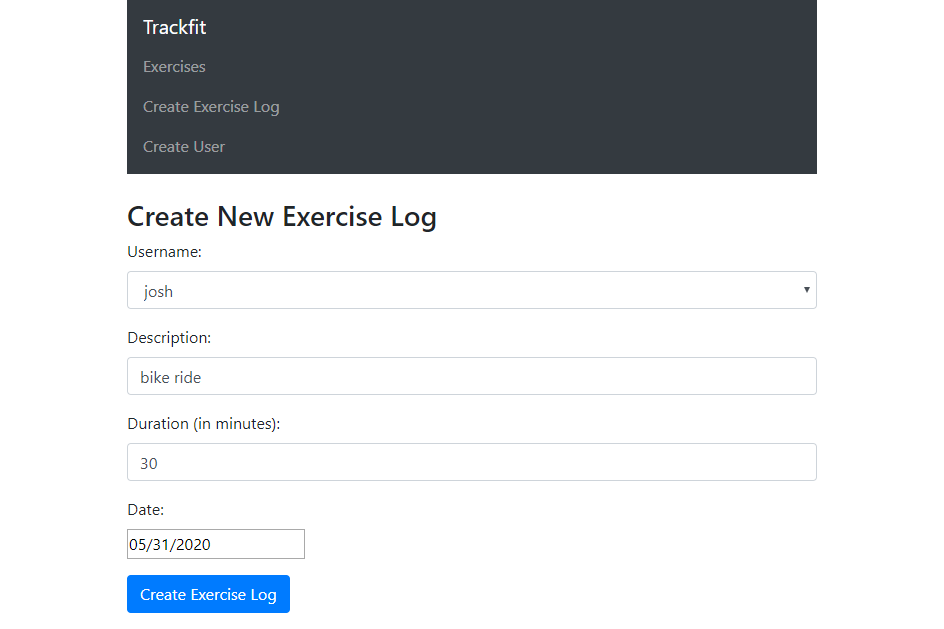 Trackfit
Exercises
Create Exercise Log
Create User
Create New Exercise Log
Username:
josh
Description:
bike ride
Duration (in minutes):
30
Date:
05/31/2020
Create Exercise Log